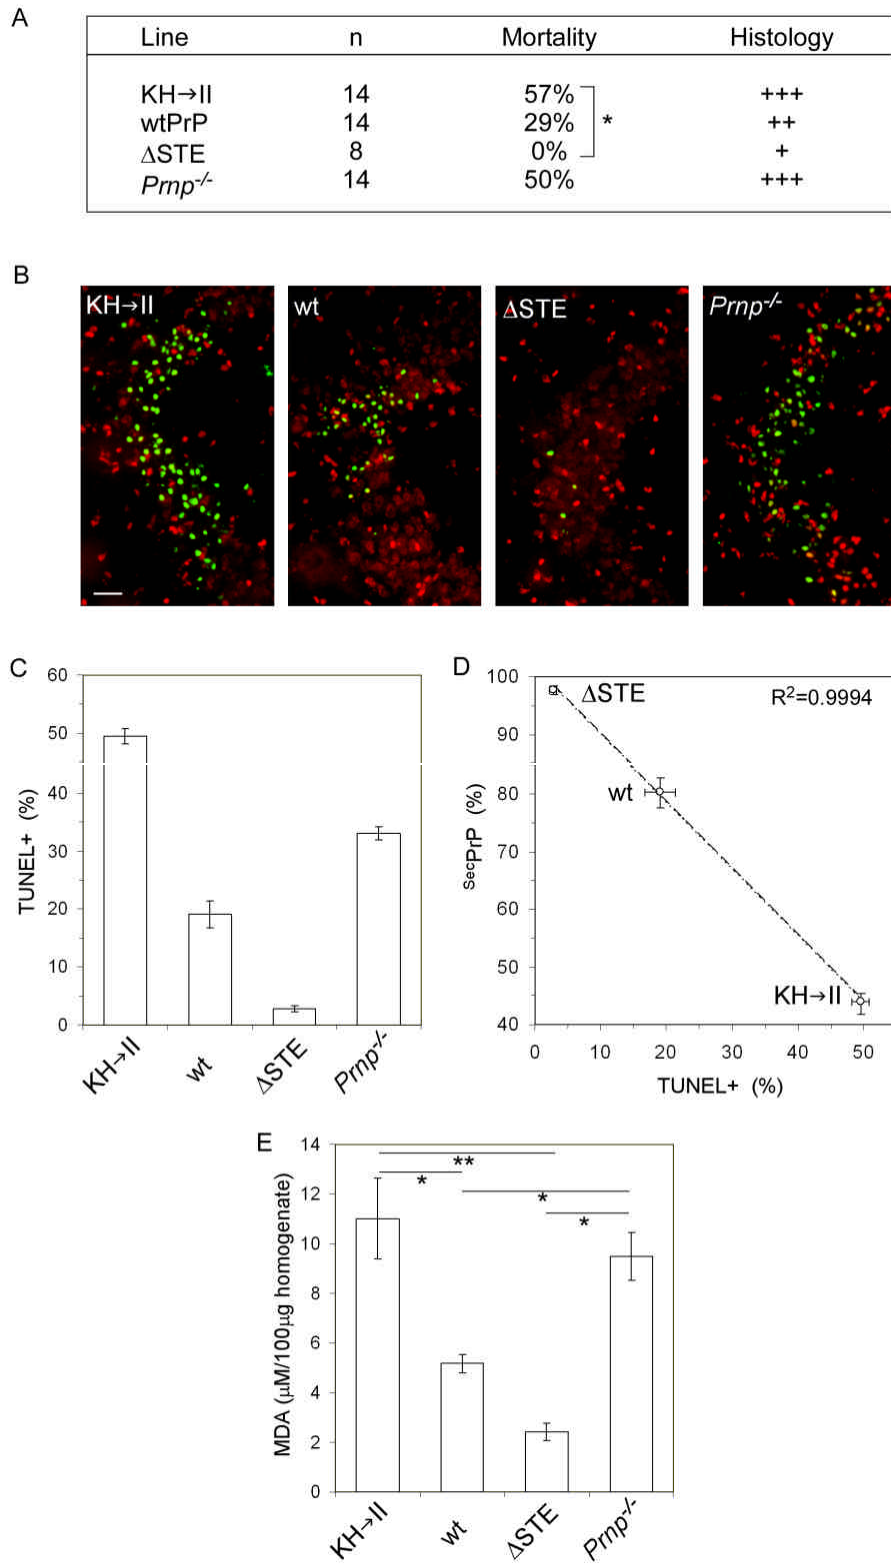 A
Line n Mortality Histology
KH→II 14 57% +++
wtPrP 14 29% * ++
ΔSTE 8 0% +
Prnp-/- 14 50% +++
B
KH→II wt ΔSTE Prnp-/-
C
TUNEL+ (%)
60
50
40
30
20
10
0
KH→II wt ΔSTE Prnp-/-
D
SecPrP (%)
100
90
80
70
60
50
40
ΔSTE
R2=0.9994
wt
KH→II
0 10 20 30 40 50
TUNEL+ (%)
E
MDA (μM/100μg homogenate)
14
12
10
8
6
4
2
0
**
*
*
*
KH→II wt ΔSTE Prnp-/-